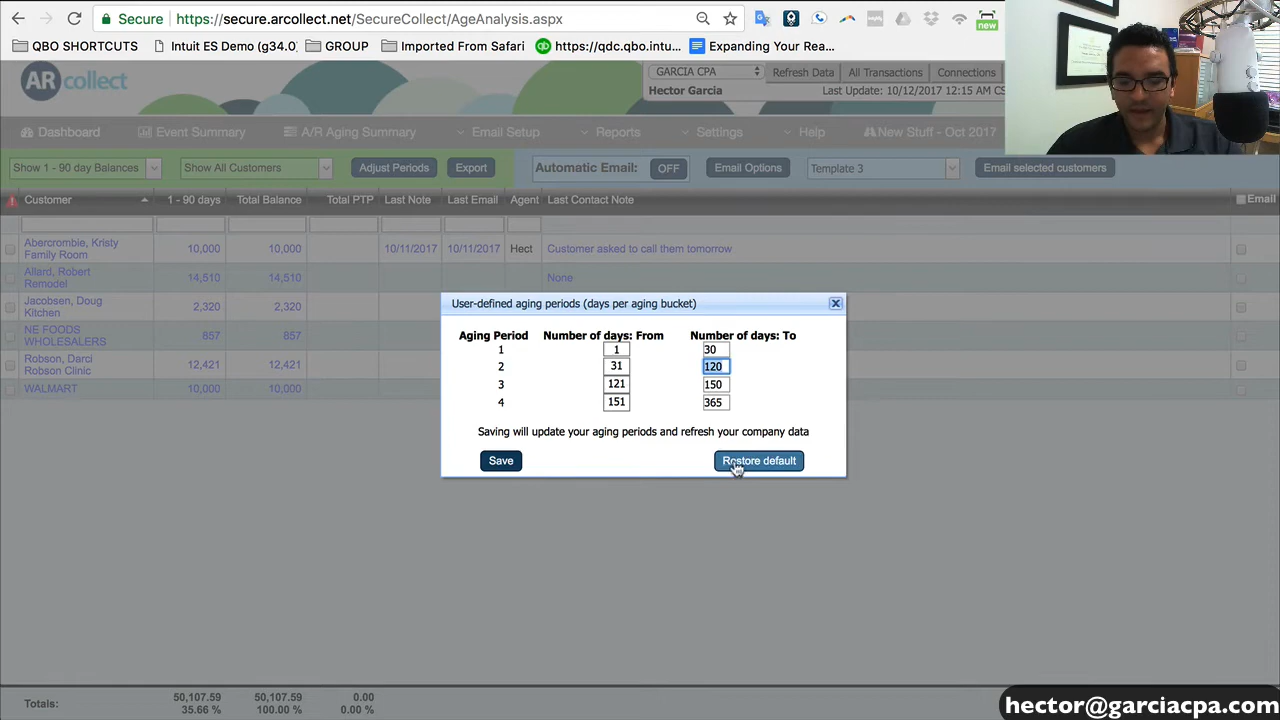 https://secure.arcollect.net/SecureCollect/AgeAnalysis.aspx
Secure
new
QBO SHORTCUTS
Intuit ES Demo (g34.0)
GROUP
Imported From Safari
https://qdc.qbo.intu...
Expanding Your Rea...
ARcollect
GARCIA CPA
Refresh Data
All Transactions
Connections
Hector Garcia
Last Update: 10/12/2017 12:15 AM CS
Dashboard
Event Summary
A/R Aging Summary
Email Setup
Reports
Settings
Help
New Stuff - Oct 2017
Show 1 - 90 day Balances
Show All Customers
Adjust Periods
Export
Automatic Email:
OFF
Email Options
Template 3
Email selected customers
Customer
1 - 90 days
Total Balance
Total PTP
Last Note
Last Email
Agent
Last Contact Note
Email
Abercrombie, Kristy
Family Room
10,000
10,000
10/11/2017
10/11/2017
Hect
Customer asked to call them tomorrow
Allard, Robert
Remodel
14,510
14,510
None
Jacobsen, Doug
Kitchen
2,320
2,320
NE FOODS
WHOLESALERS
857
857
Robson, Darci
Robson Clinic
12,421
12,421
WALMART
10,000
10,000
User-defined aging periods (days per aging bucket)
Aging Period Number of days: From Number of days: To
1 1 30
2 31 120
3 121 150
4 151 365
Saving will update your aging periods and refresh your company data
Save
Restore default
Totals:
50,107.59
35.66 %
50,107.59
100.00 %
0.00
0.00 %
hector@garciacpa.com